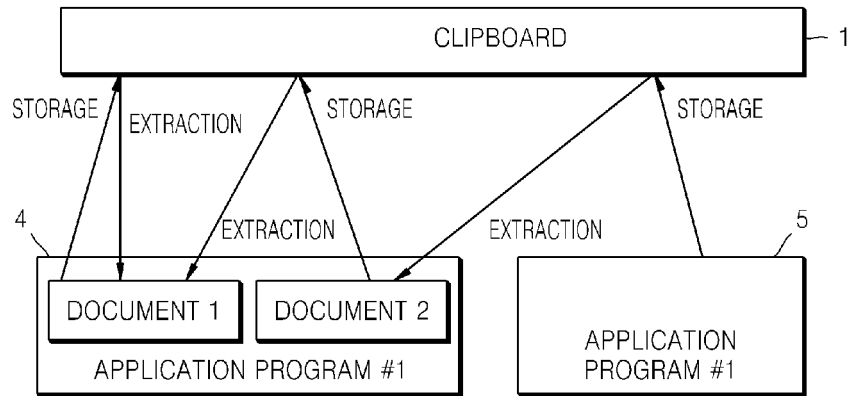 CLIPBOARD
1
STORAGE
EXTRACTION
STORAGE
STORAGE
4
EXTRACTION
EXTRACTION
5
DOCUMENT 1
DOCUMENT 2
APPLICATION PROGRAM #1
APPLICATION
PROGRAM #1